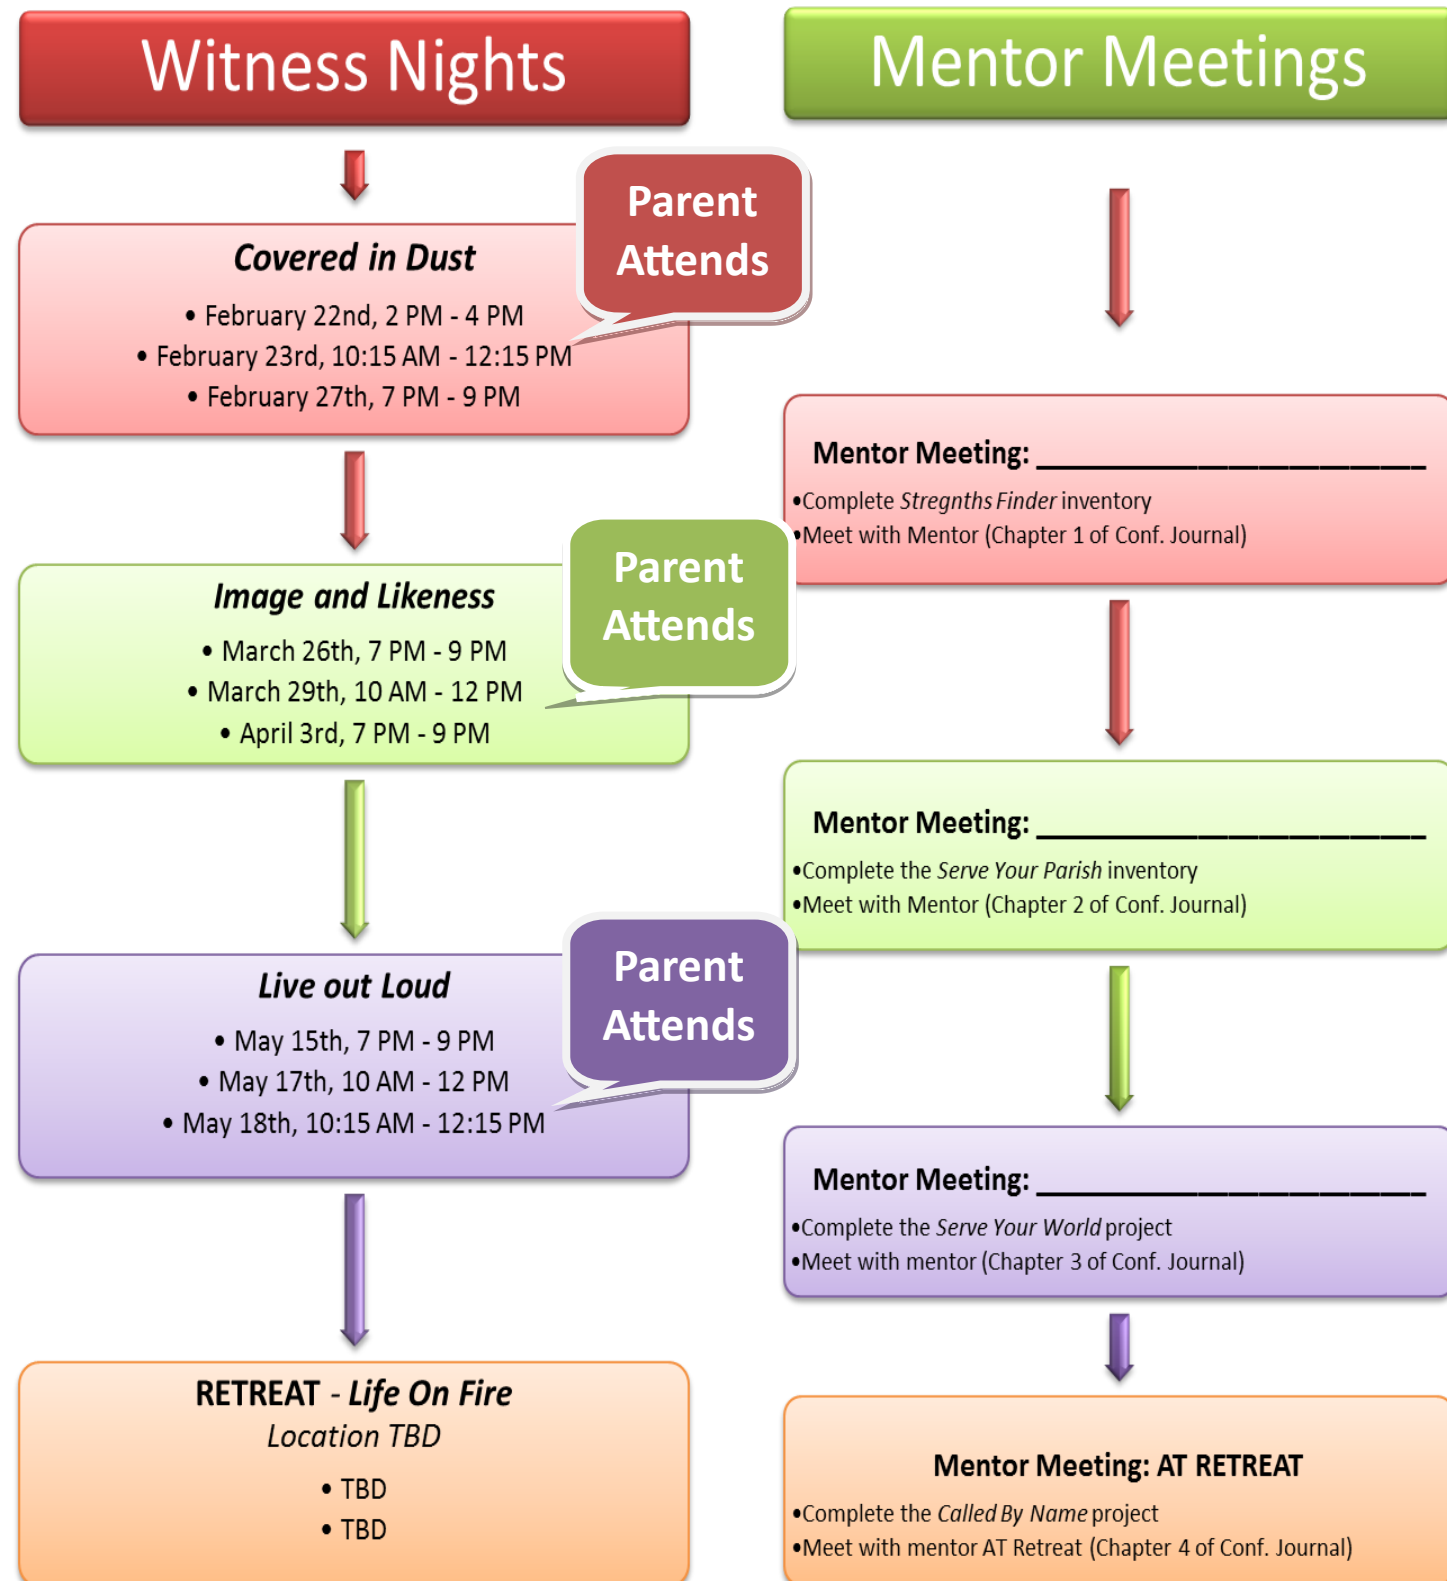 Witness Nights
Covered in Dust
• February 22nd, 2 PM - 4 PM
• February 23rd, 10:15 AM - 12:15 PM
• February 27th, 7 PM - 9 PM
Parent
Attends
Image and Likeness
• March 26th, 7 PM - 9 PM
• March 29th, 10 AM - 12 PM
• April 3rd, 7 PM - 9 PM
Parent
Attends
Live out Loud
• May 15th, 7 PM - 9 PM
• May 17th, 10 AM - 12 PM
• May 18th, 10:15 AM - 12:15 PM
Parent
Attends
RETREAT - Life On Fire
Location TBD
• TBD
• TBD
Mentor Meetings
Mentor Meeting: __________________________
•Complete Stregnths Finder inventory
•Meet with Mentor (Chapter 1 of Conf. Journal)
Mentor Meeting: __________________________
•Complete the Serve Your Parish inventory
•Meet with Mentor (Chapter 2 of Conf. Journal)
Mentor Meeting: __________________________
•Complete the Serve Your World project
•Meet with mentor (Chapter 3 of Conf. Journal)
Mentor Meeting: AT RETREAT
•Complete the Called By Name project
•Meet with mentor AT Retreat (Chapter 4 of Conf. Journal)